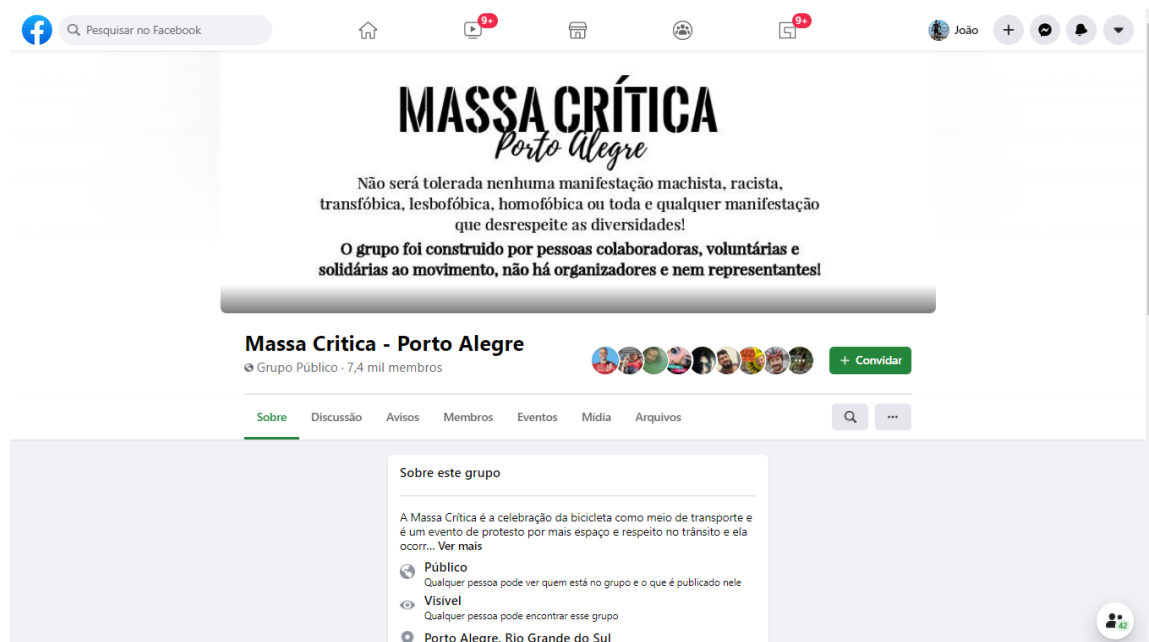 Pesquisar no Facebook
9+
9+
João
MASSA CRÍTICA
Porto Alegre
Não será tolerada nenhuma manifestação machista, racista,
transfóbica, lesbofóbica, homofóbica ou toda e qualquer manifestação
que desrespeite as diversidades!
O grupo foi construido por pessoas colaboradoras, voluntárias e
solidárias ao movimento, não há organizadores e nem representantes!
Massa Critica - Porto Alegre
Grupo Público · 7,4 mil membros
+ Convidar
Sobre
Discussão
Avisos
Membros
Eventos
Mídia
Arquivos
Sobre este grupo
A Massa Crítica é a celebração da bicicleta como meio de transporte e
é um evento de protesto por mais espaço e respeito no trânsito e ela
ocorr... Ver mais
Público
Qualquer pessoa pode ver quem está no grupo e o que é publicado nele
Visível
Qualquer pessoa pode encontrar esse grupo
Porto Alegre, Rio Grande do Sul
42